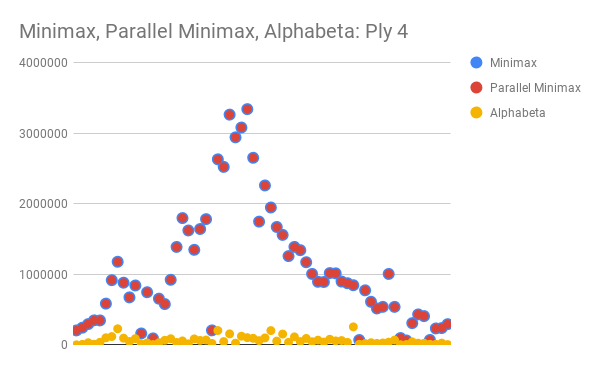 Minimax, Parallel Minimax, Alphabeta: Ply 4
4000000
3000000
2000000
1000000
0
Minimax
Parallel Minimax
Alphabeta